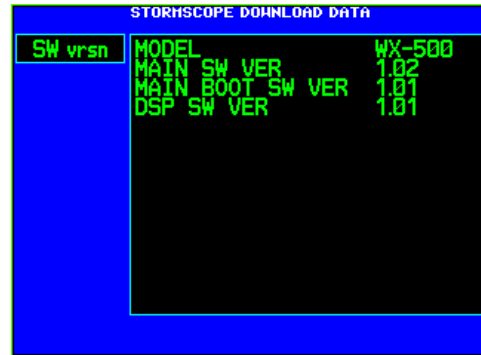 STORMSCOPE DOWNLOAD DATA
SW vrsn
MODEL WX-500
MAIN SW VER 1.02
MAIN BOOT SW VER 1.01
DSP SW VER 1.01